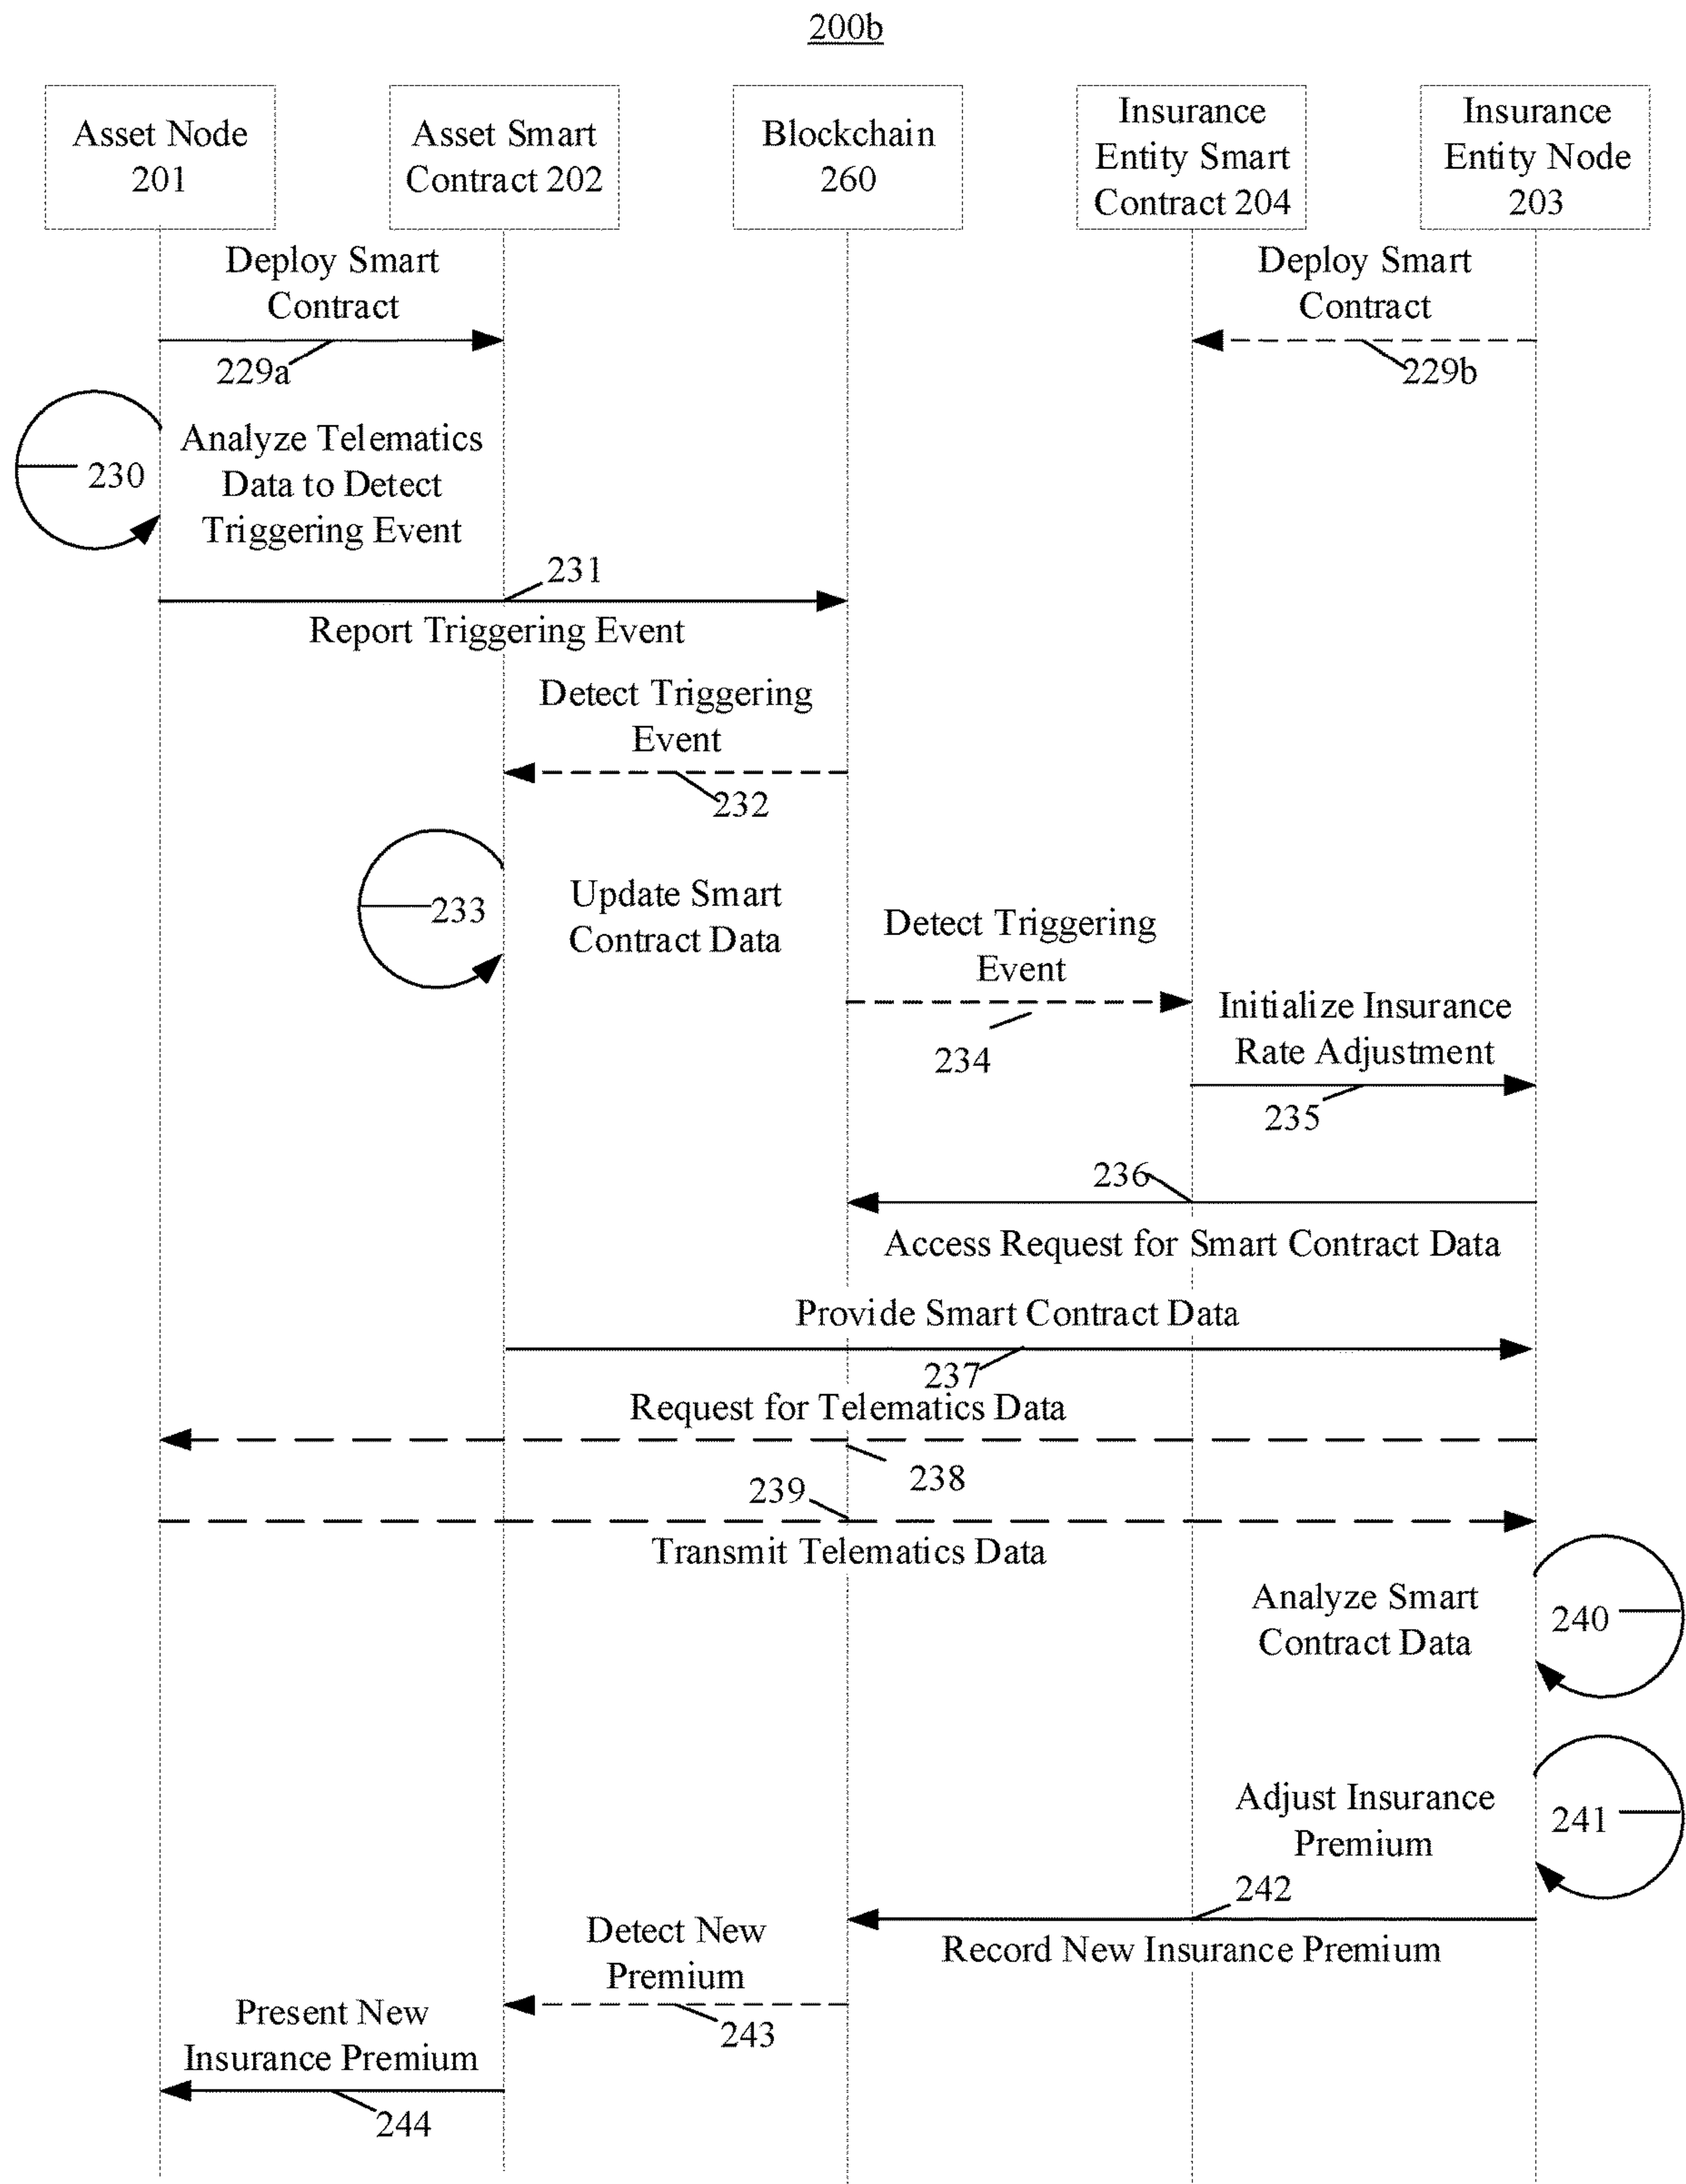 200b
Asset Node
201
Asset Smart
Contract 202
Blockchain
260
Insurance
Entity Smart
Contract 204
Insurance
Entity Node
203
Deploy Smart
Contract
229a
Deploy Smart
Contract
229b
230
Analyze Telematics
Data to Detect
Triggering Event
231
Report Triggering Event
Detect Triggering
Event
232
233
Update Smart
Contract Data
Detect Triggering
Event
234
Initialize Insurance
Rate Adjustment
235
236
Access Request for Smart Contract Data
Provide Smart Contract Data
237
Request for Telematics Data
238
239
Transmit Telematics Data
Analyze Smart
Contract Data
240
Adjust Insurance
Premium
241
242
Record New Insurance Premium
Detect New
Premium
243
Present New
Insurance Premium
244